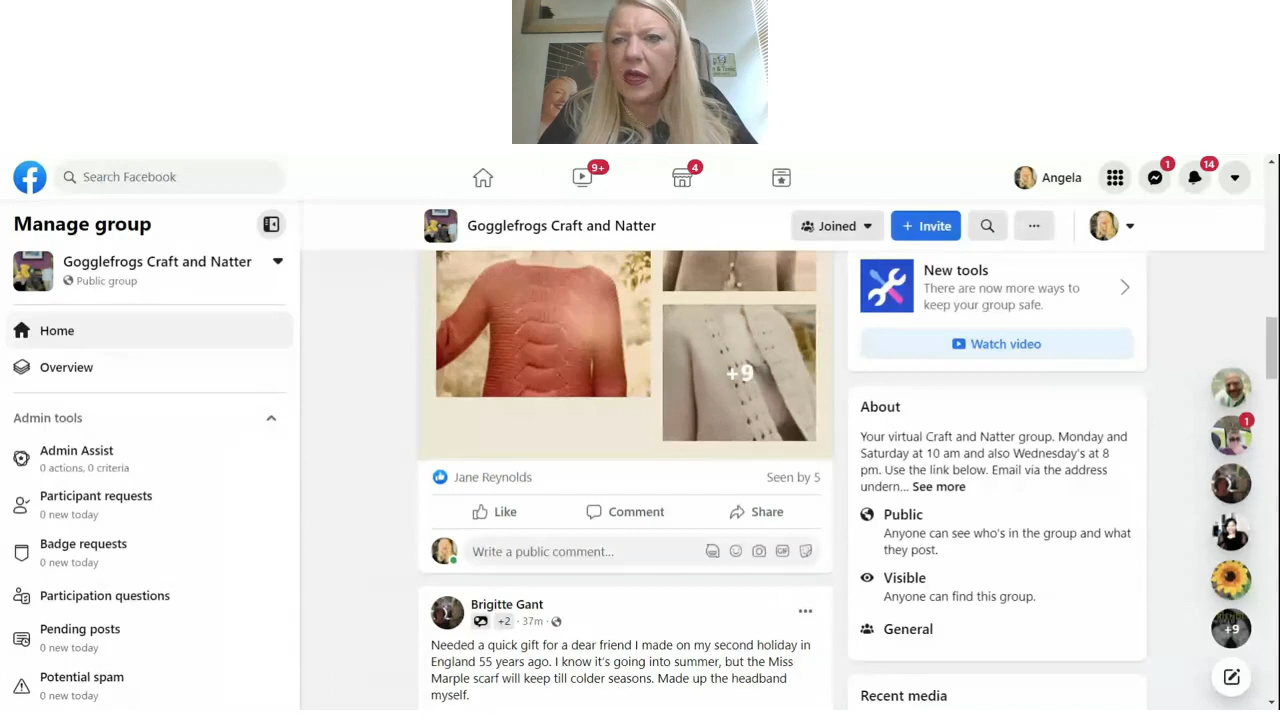 Search Facebook
9+
4
Angela
1
14
Manage group
Gogglefrogs Craft and Natter
Joined
+ Invite
Gogglefrogs Craft and Natter
Public group
Home
Overview
Admin tools
Admin Assist
0 actions, 0 criteria
Participant requests
0 new today
Badge requests
0 new today
Participation questions
Pending posts
0 new today
Potential spam
0 new today
+9
Jane Reynolds
Seen by 5
Like
Comment
Share
Write a public comment...
GIF
Brigitte Gant
+2 · 37m ·
Needed a quick gift for a dear friend I made on my second holiday in
England 55 years ago. I know it's going into summer, but the Miss
Marple scarf will keep till colder seasons. Made up the headband
myself.
New tools
There are now more ways to
keep your group safe.
Watch video
About
Your virtual Craft and Natter group. Monday and
Saturday at 10 am and also Wednesday's at 8
pm. Use the link below. Email via the address
undern... See more
Public
Anyone can see who's in the group and what
they post.
Visible
Anyone can find this group.
General
Recent media
1
+9